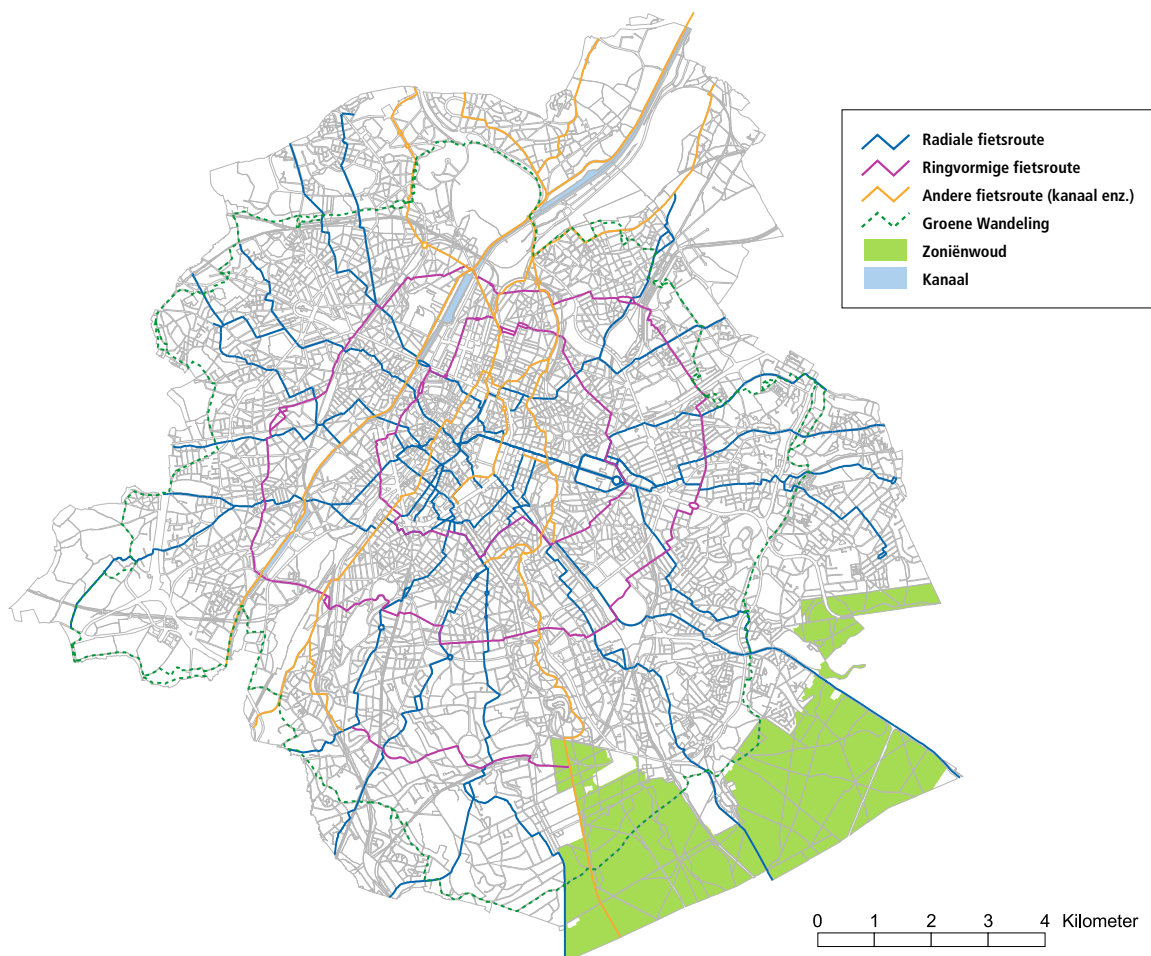 Radiale fietsroute
Ringvormige fietsroute
Andere fietsroute (kanaal enz.)
Groene Wandeling
Zoniënwoud
Kanaal
0 1 2 3 4 Kilometer